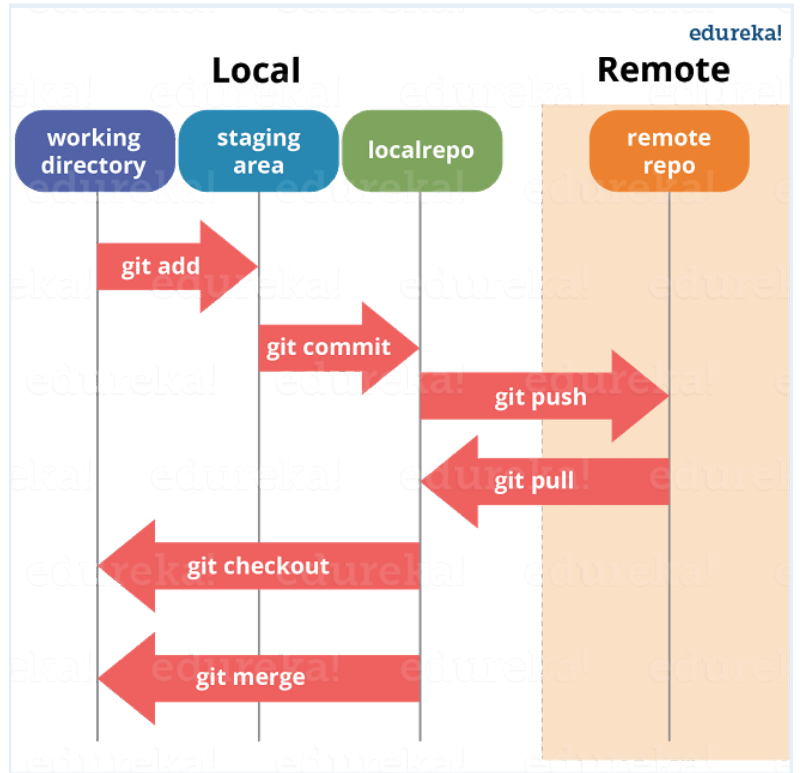 edureka!
Local
Remote
working
directory
staging
area
localrepo
remote
repo
git add
git commit
git push
git pull
git checkout
git merge